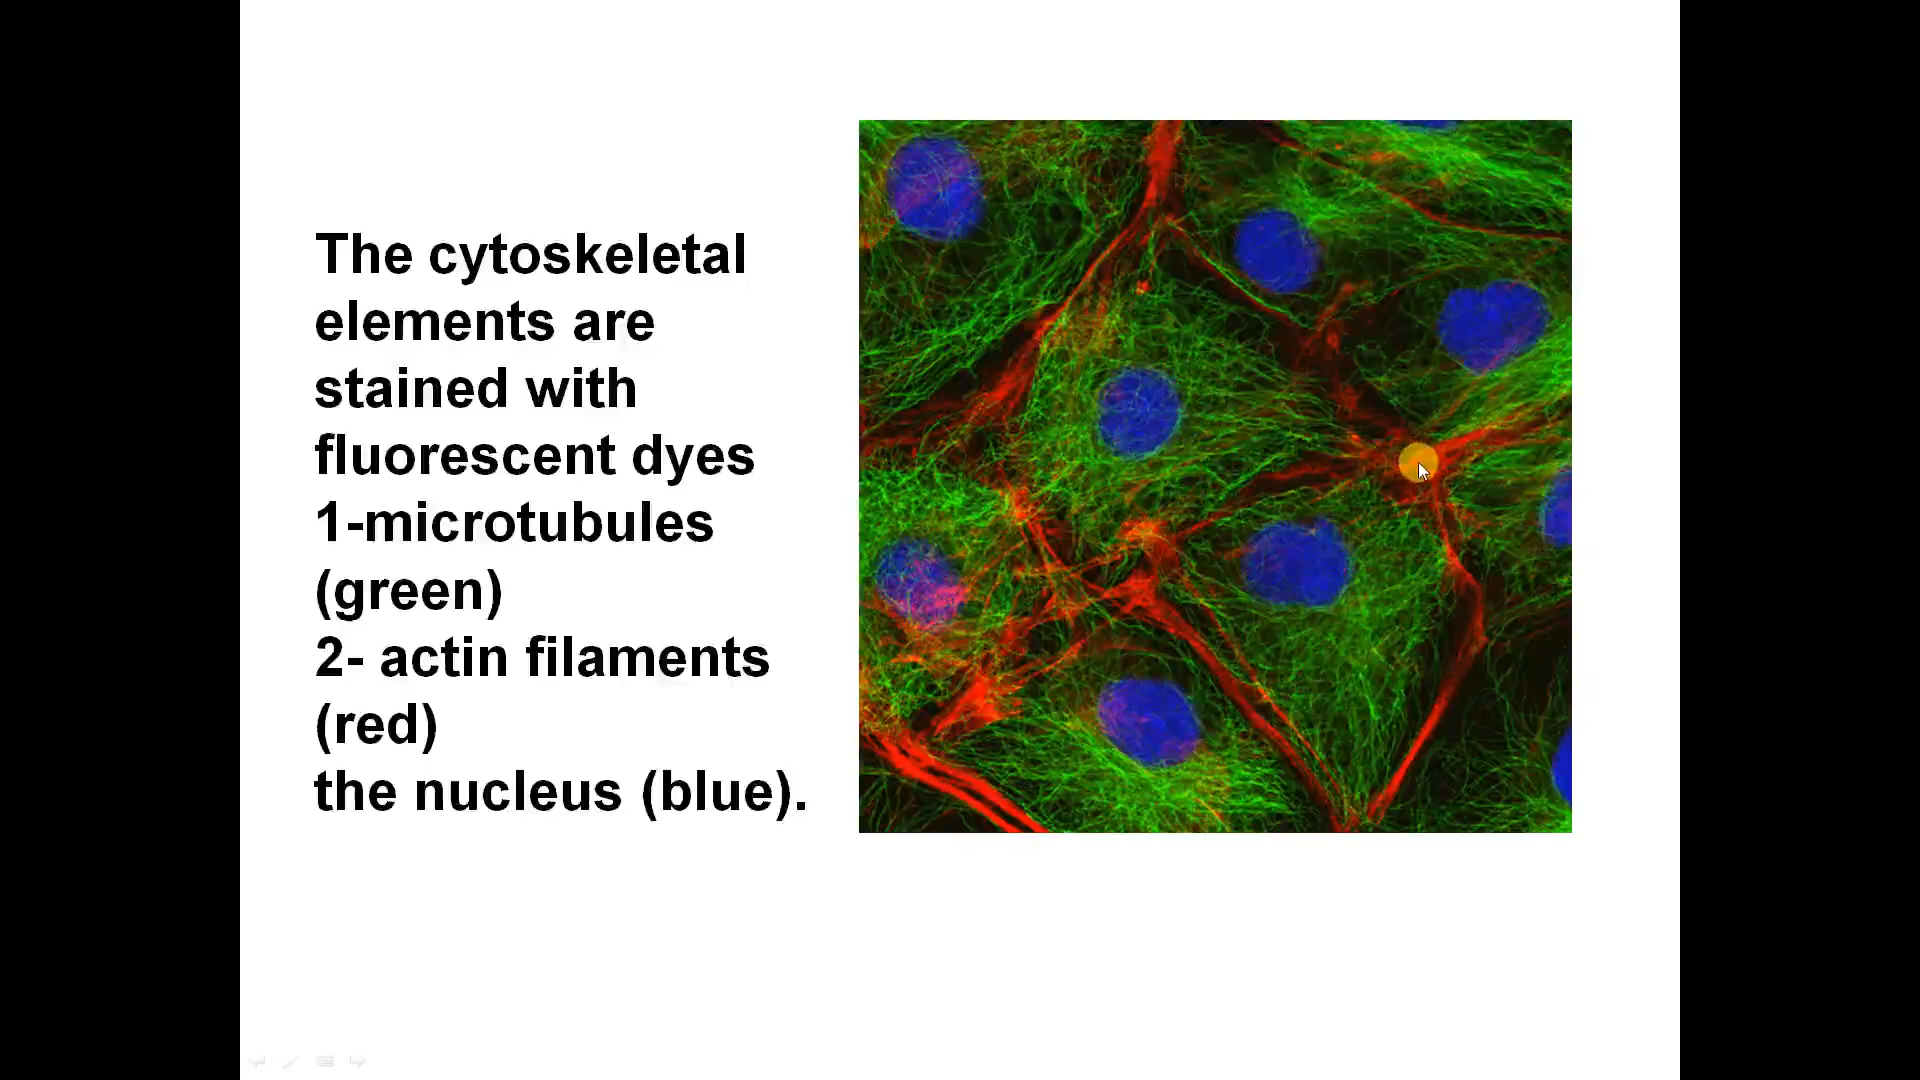 The cytoskeletal
elements are
stained with
fluorescent dyes
1-microtubules
(green)
2- actin filaments
(red)
the nucleus (blue).